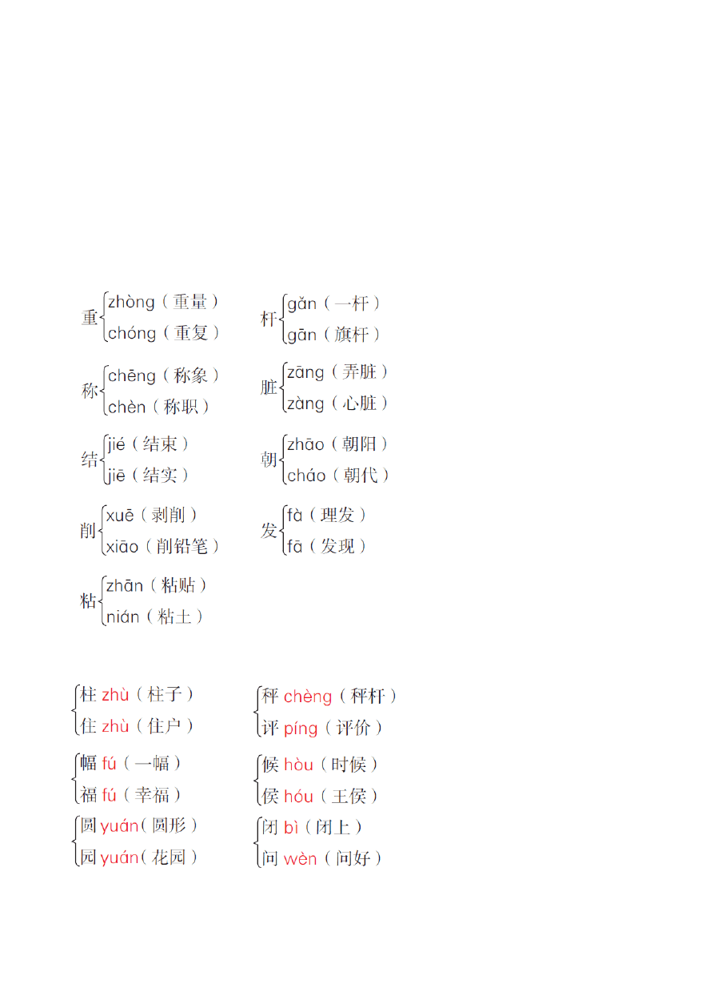 重
zhòng（重量）
chóng（重复）
杆
gǎn（一杆）
gān（旗杆）
称
chēng（称象）
chèn（称职）
脏
zāng（弄脏）
zàng（心脏）
结
jié（结束）
jiē（结实）
朝
zhāo（朝阳）
cháo（朝代）
削
xuē（剥削）
xiāo（削铅笔）
发
fà（理发）
fā（发现）
粘
zhān（粘贴）
nián（粘土）
柱 zhù（柱子）
住 zhù（住户）
秤 chèng（秤杆）
评 píng（评价）
幅 fú（一幅）
福 fú（幸福）
候 hòu（时候）
侯 hóu（王侯）
圆 yuán（圆形）
园 yuán（花园）
闭 bì（闭上）
问 wèn（问好）